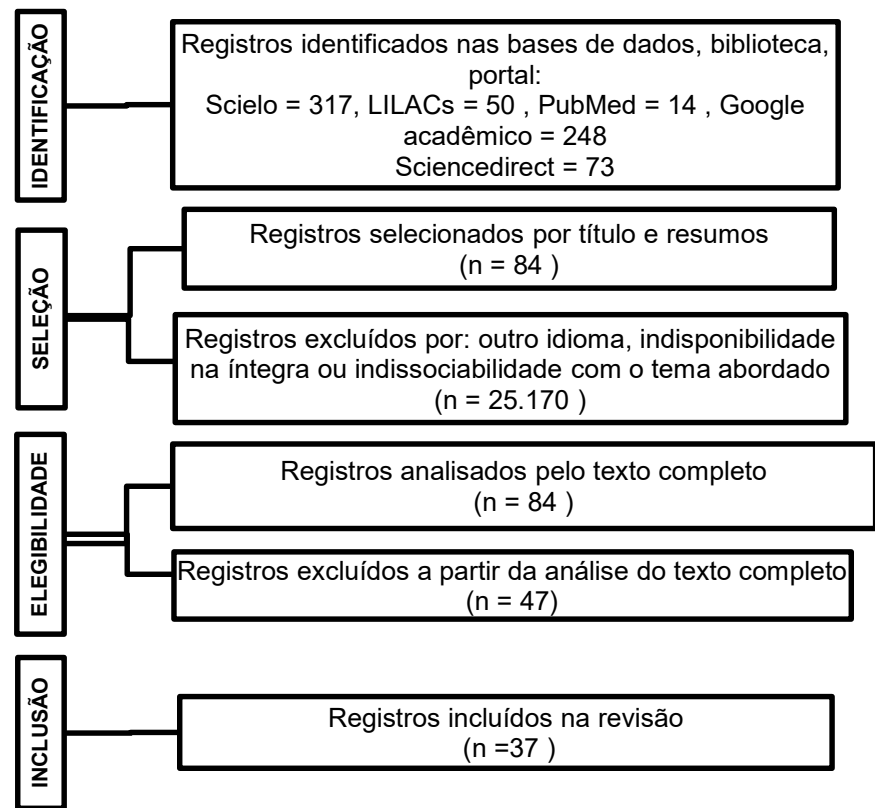 IDENTIFICAÇÃO
Registros identificados nas bases de dados, biblioteca,
portal:
Scielo = 317, LILACs = 50 , PubMed = 14 , Google
acadêmico = 248
Sciencedirect = 73
SELEÇÃO
Registros selecionados por título e resumos
(n = 84 )
Registros excluídos por: outro idioma, indisponibilidade
na íntegra ou indissociabilidade com o tema abordado
(n = 25.170 )
ELEGIBILIDADE
Registros analisados pelo texto completo
(n = 84 )
Registros excluídos a partir da análise do texto completo
(n = 47)
INCLUSÃO
Registros incluídos na revisão
(n =37 )